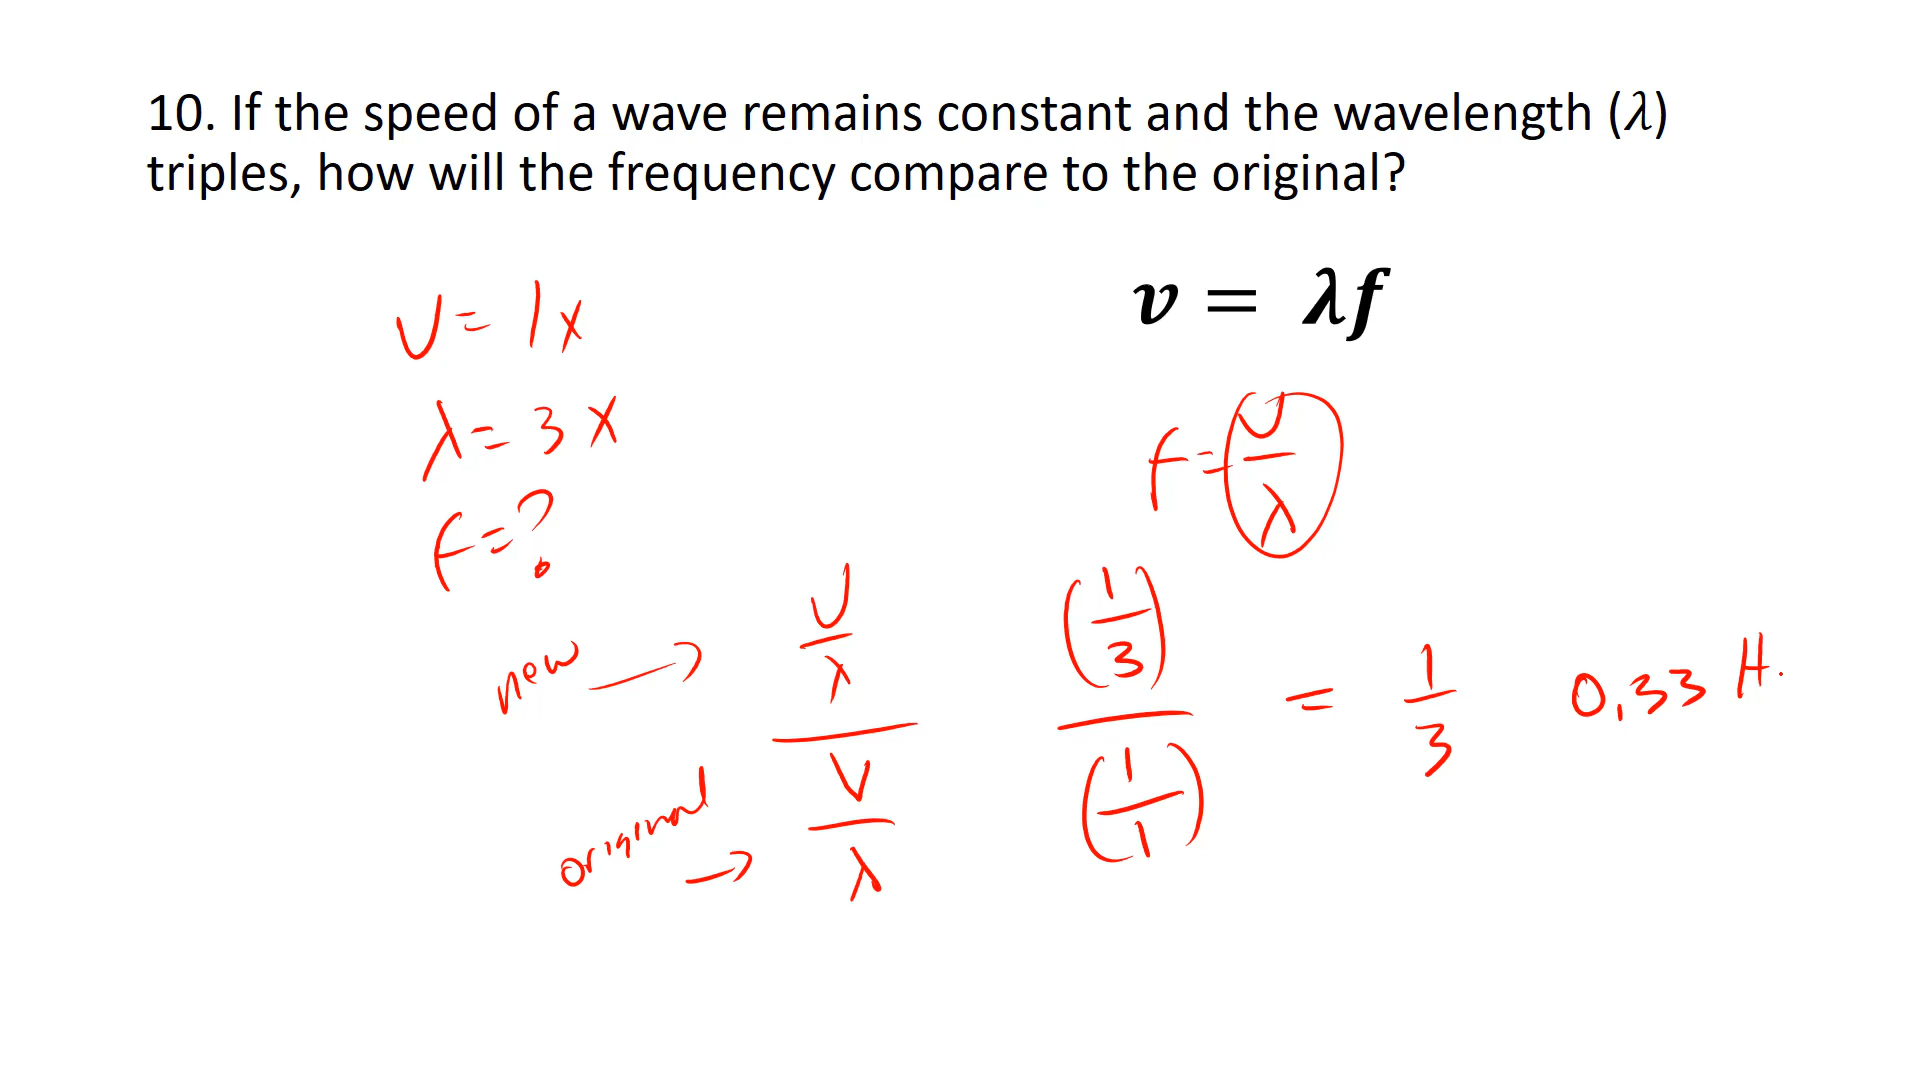 10. If the speed of a wave remains constant and the wavelength (λ)
triples, how will the frequency compare to the original?
v = λf
v = 1x
λ = 3x
f = ?
f = v/λ
new → (v/λ)
original → (v/λ)
(1/3)/(1/1) = 1/3 0.33 H.